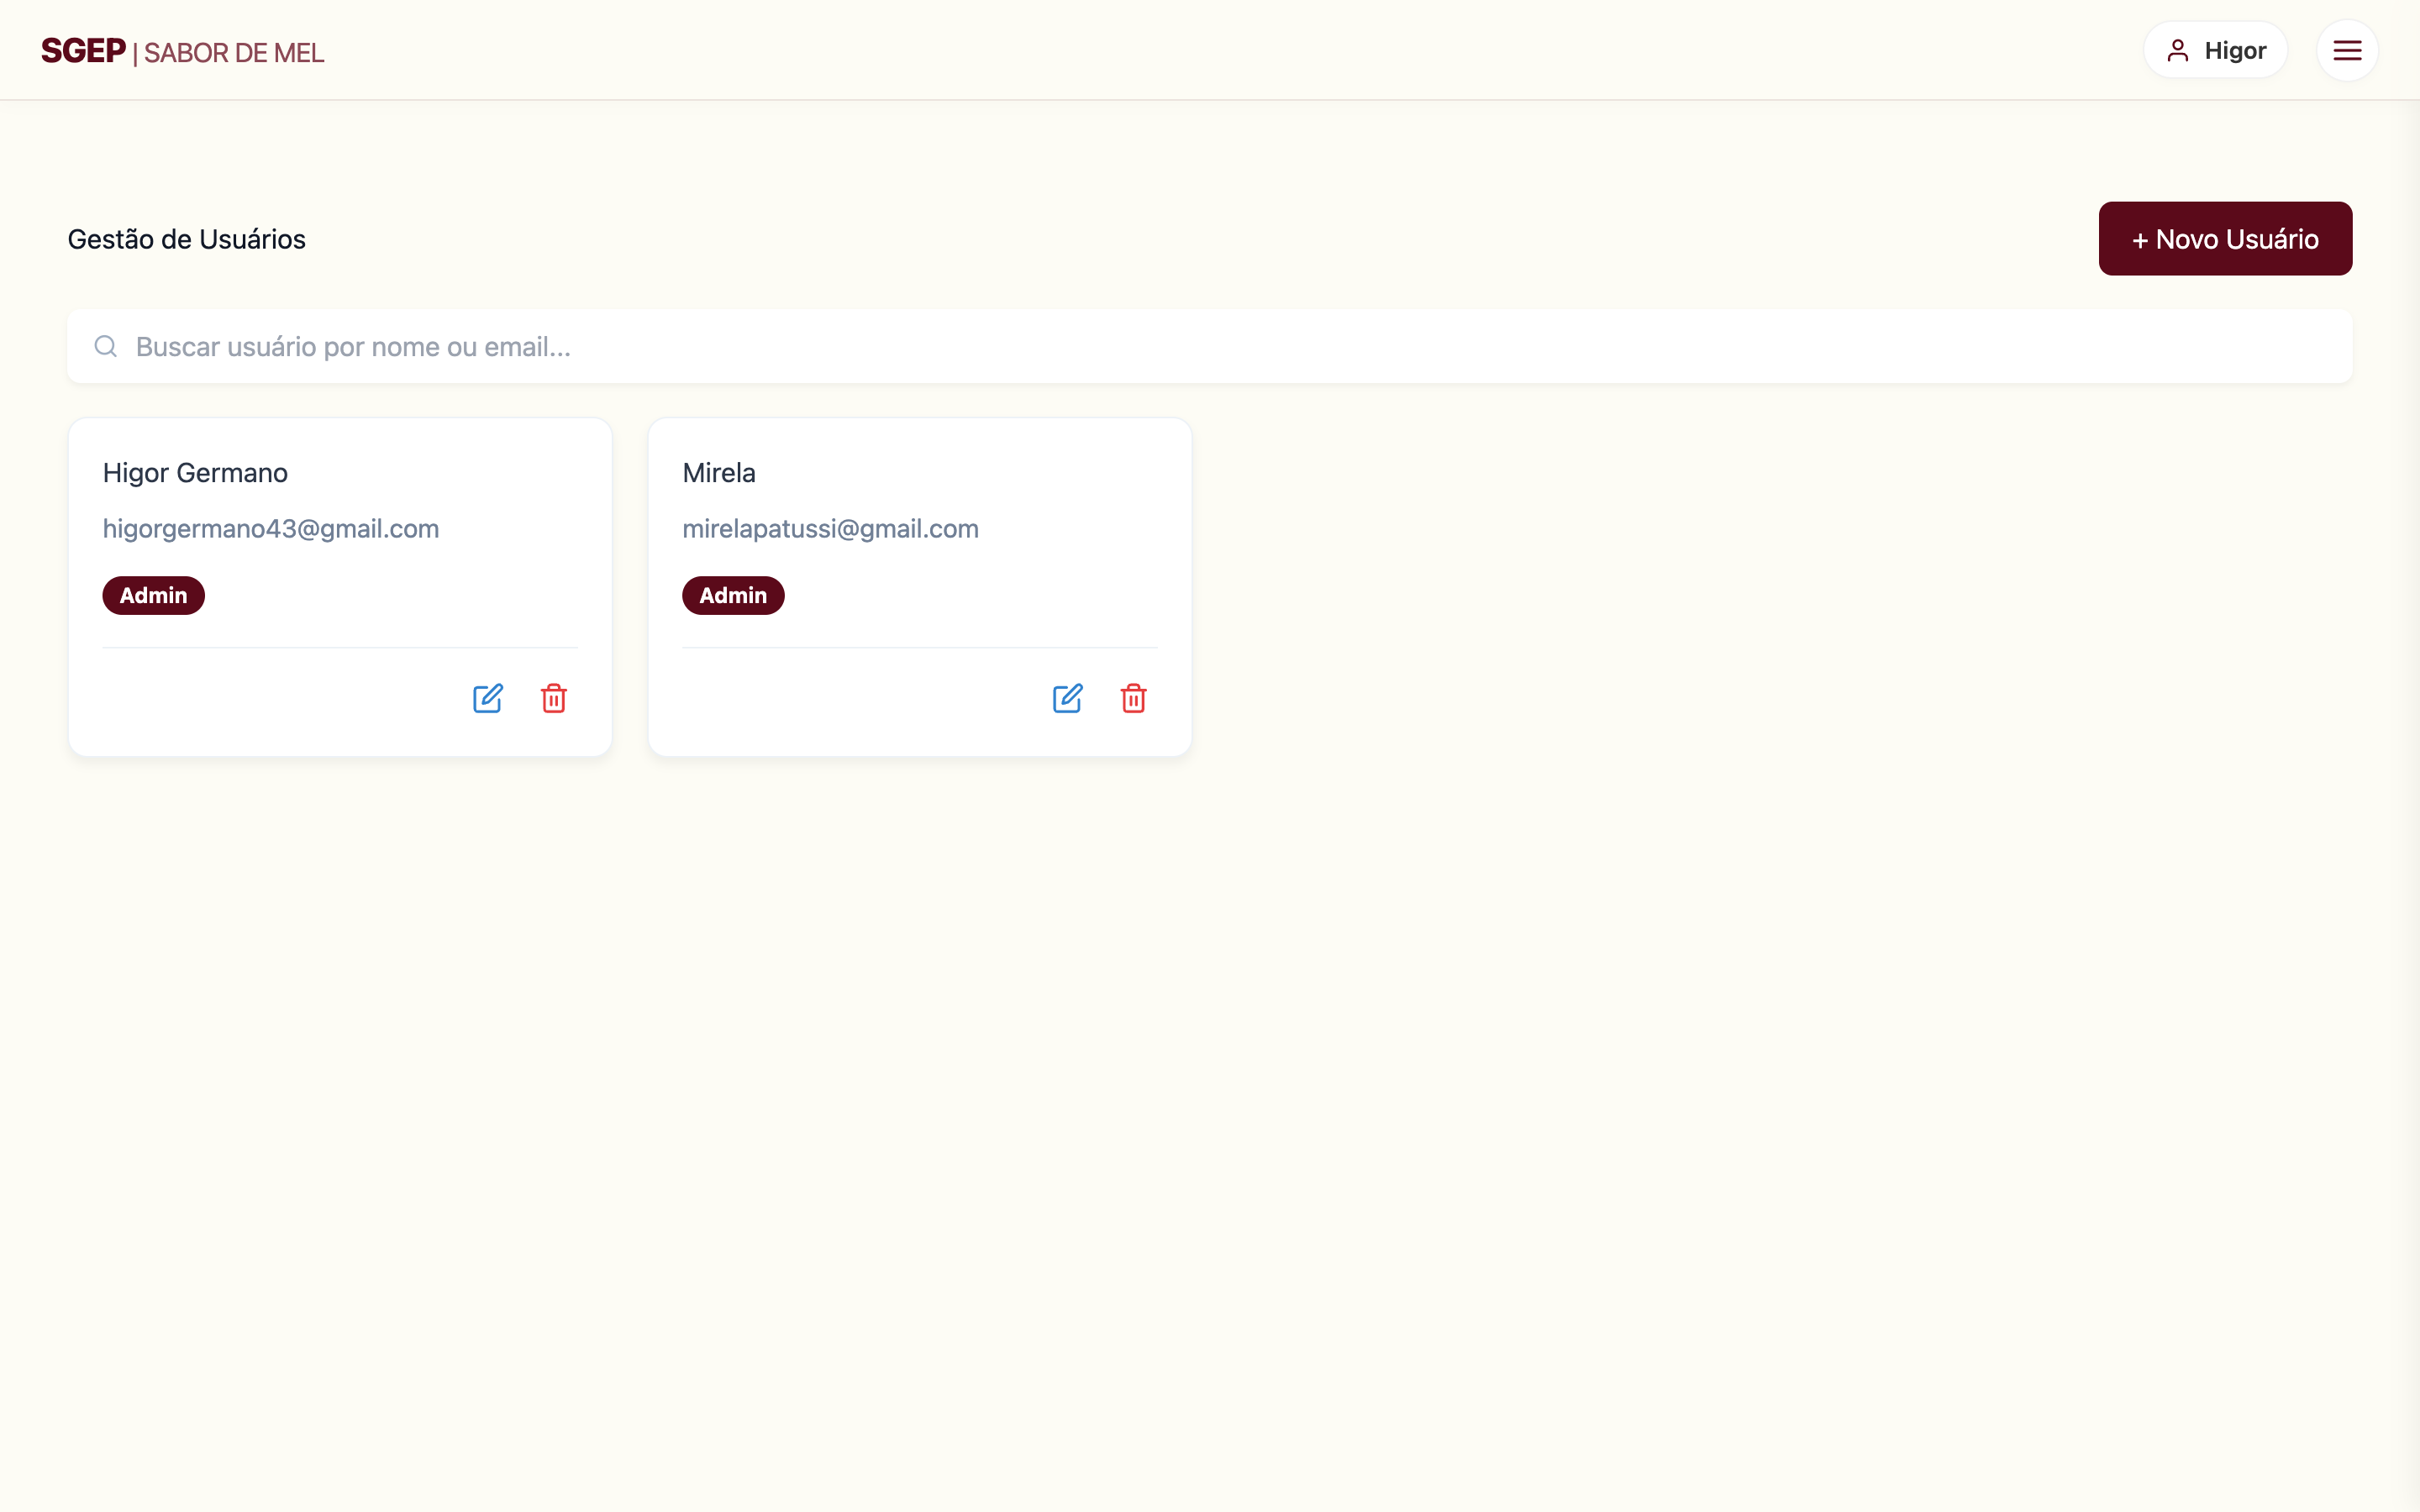 SGEP | SABOR DE MEL
Higor
Gestão de Usuários
+ Novo Usuário
Buscar usuário por nome ou email...
Higor Germano
higorgermano43@gmail.com
Admin
Mirela
mirelapatussi@gmail.com
Admin